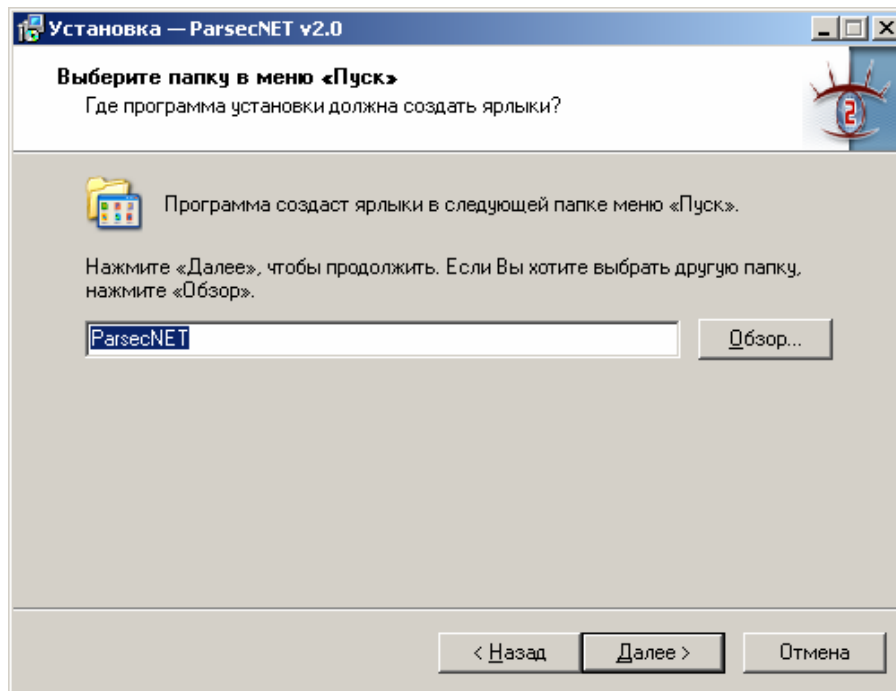 Установка — ParsecNET v2.0
Выберите папку в меню «Пуск»
Где программа установки должна создать ярлыки?
2
Программа создаст ярлыки в следующей папке меню «Пуск».
Нажмите «Далее», чтобы продолжить. Если Вы хотите выбрать другую папку,
нажмите «Обзор».
ParsecNET
Обзор...
< Назад
Далее >
Отмена